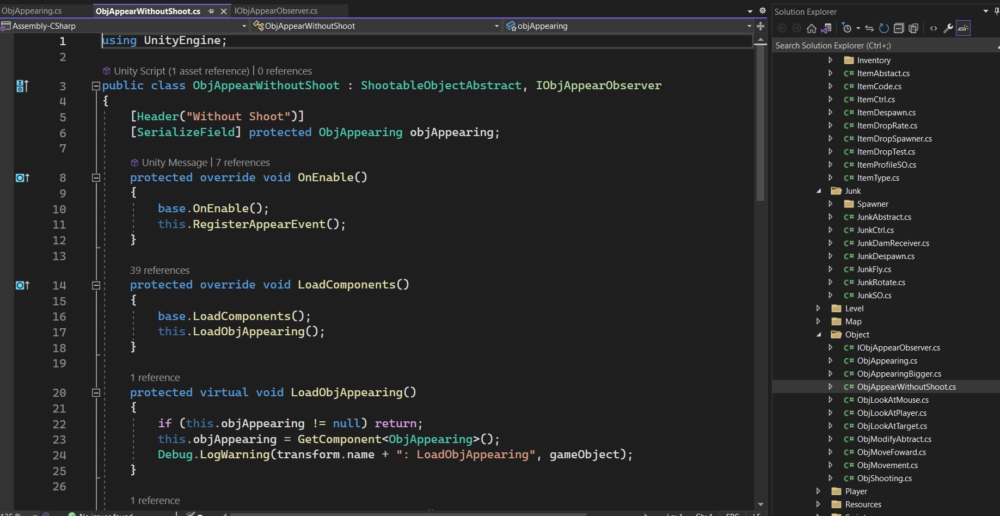 ObjAppearing.cs
ObjAppearWithoutShoot.cs
IObjAppearObserver.cs
Assembly-CSharp
ObjAppearWithoutShoot
objAppearing
1 using UnityEngine;
2
Unity Script (1 asset reference) | 0 references
3 public class ObjAppearWithoutShoot : ShootableObjectAbstract, IObjAppearObserver
4 {
5 [Header("Without Shoot")]
6 [SerializeField] protected ObjAppearing objAppearing;
7
Unity Message | 7 references
8 protected override void OnEnable()
9 {
10 base.OnEnable();
11 this.RegisterAppearEvent();
12 }
13
39 references
14 protected override void LoadComponents()
15 {
16 base.LoadComponents();
17 this.LoadObjAppearing();
18 }
19
1 reference
20 protected virtual void LoadObjAppearing()
21 {
22 if (this.objAppearing != null) return;
23 this.objAppearing = GetComponent<ObjAppearing>();
24 Debug.LogWarning(transform.name + ": LoadObjAppearing", gameObject);
25 }
26
1 reference
No issues found
Solution Explorer
Search Solution Explorer (Ctrl+;)
Inventory
C# ItemAbstact.cs
C# ItemCode.cs
C# ItemCtrl.cs
C# ItemDespawn.cs
C# ItemDropRate.cs
C# ItemDropSpawner.cs
C# ItemDropTest.cs
C# ItemProfileSO.cs
C# ItemType.cs
Junk
Spawner
C# JunkAbstract.cs
C# JunkCtrl.cs
C# JunkDamReceiver.cs
C# JunkDespawn.cs
C# JunkFly.cs
C# JunkRotate.cs
C# JunkSO.cs
Level
Map
Object
C# IObjAppearObserver.cs
C# ObjAppearing.cs
C# ObjAppearingBigger.cs
C# ObjAppearWithoutShoot.cs
C# ObjLookAtMouse.cs
C# ObjLookAtPlayer.cs
C# ObjLookAtTarget.cs
C# ObjModifyAbtract.cs
C# ObjMoveFoward.cs
C# ObjMovement.cs
C# ObjShooting.cs
Player
Resources